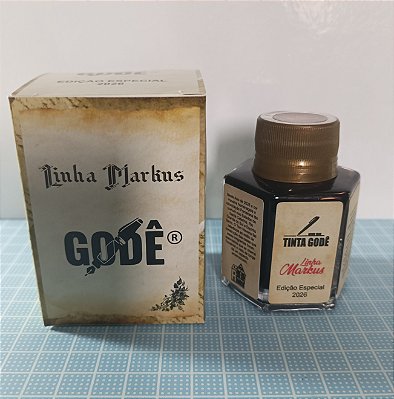 GODÊ
EDIÇÃO ESPECIAL
2026
Linha Markus
GODÊ®
TINTA GODÊ
Linha
Markus
Edição Especial
2026